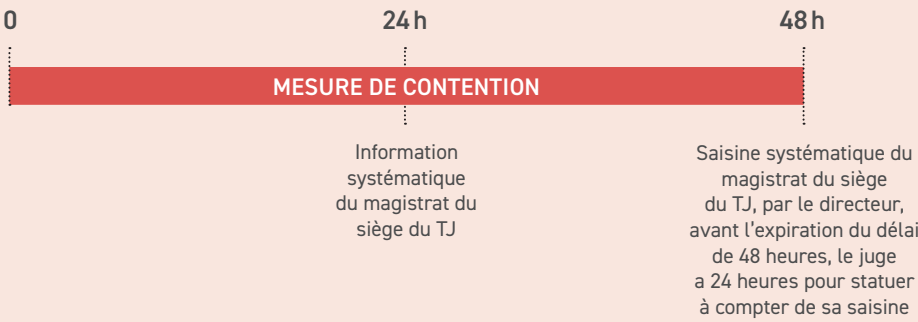 0
24 h
48 h
MESURE DE CONTENTION
Information
systématique
du magistrat du
siège du TJ
Saisine systématique du
magistrat du siège
du TJ, par le directeur,
avant l’expiration du délai
de 48 heures, le juge
a 24 heures pour statuer
à compter de sa saisine